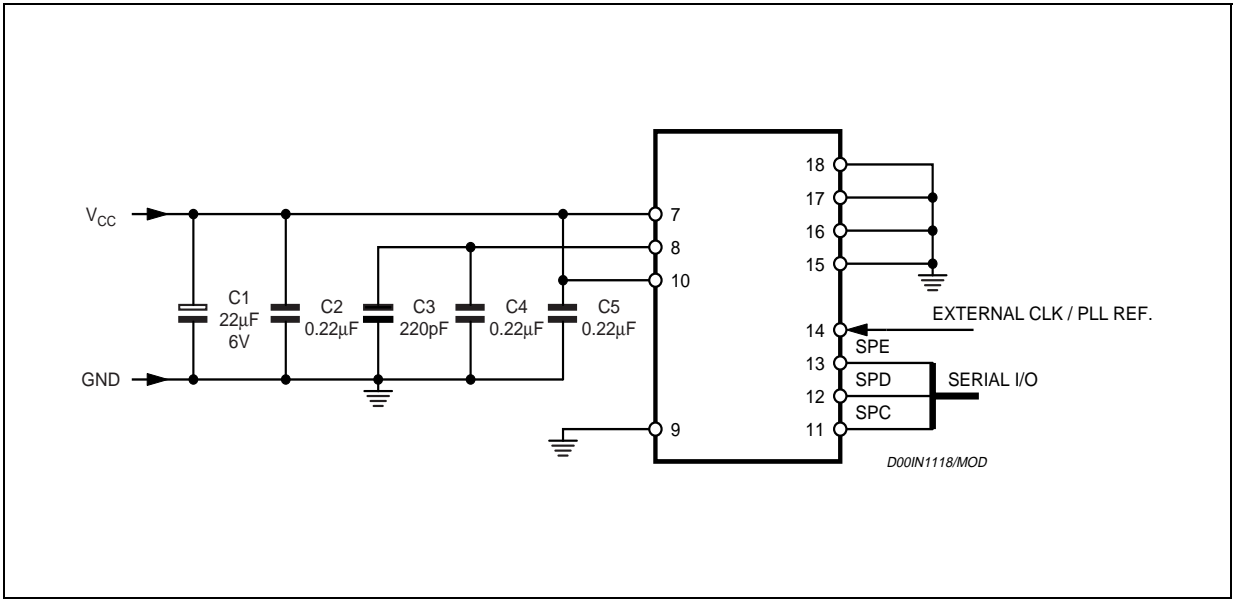 18
17
V_CC
7
8
16
10
15
C1
22μF
6V
C2
0.22μF
C3
220pF
C4
0.22μF
C5
0.22μF
EXTERNAL CLK / PLL REF.
14
SPE
13
GND
SPD
SERIAL I/O
12
SPC
9
11
D00IN1118/MOD